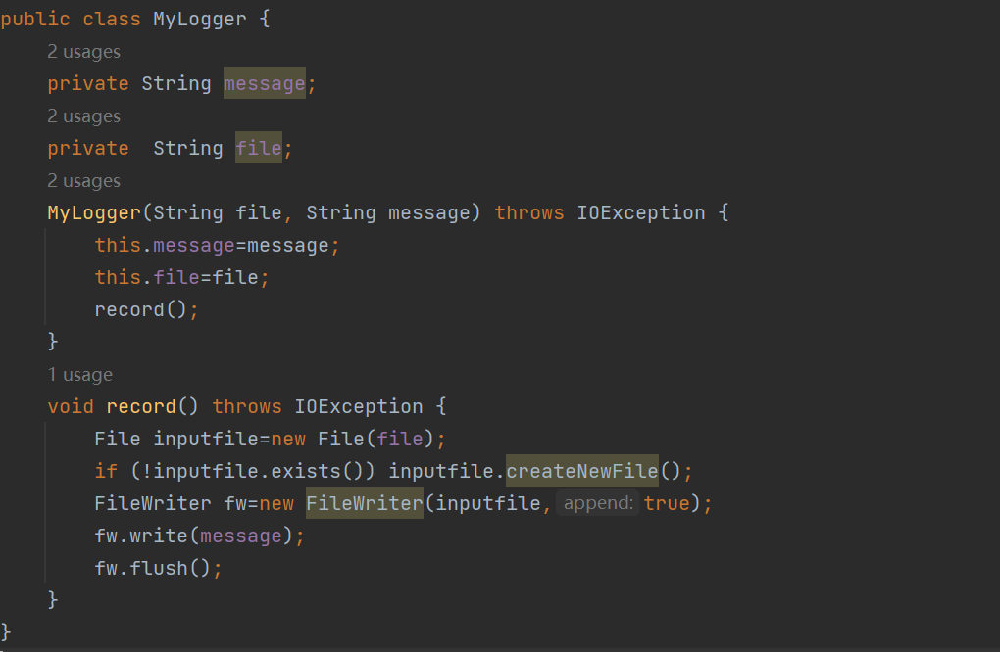 public class MyLogger {
2 usages
private String message;
2 usages
private  String file;
2 usages
MyLogger(String file, String message) throws IOException {
this.message=message;
this.file=file;
record();
}
1 usage
void record() throws IOException {
File inputfile=new File(file);
if (!inputfile.exists()) inputfile.createNewFile();
FileWriter fw=new FileWriter(inputfile, append: true);
fw.write(message);
fw.flush();
}
}